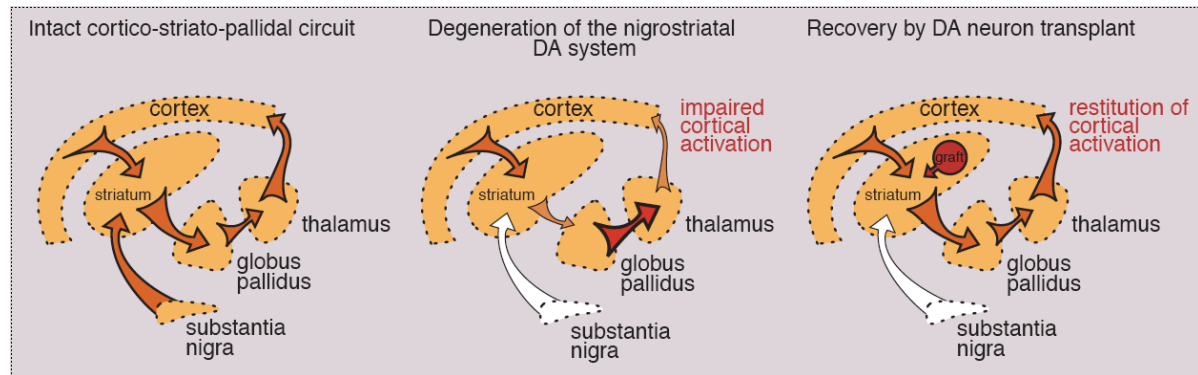 Intact cortico-striato-pallidal circuit
cortex
striatum
thalamus
globus
pallidus
substantia
nigra
Degeneration of the nigrostriatal
DA system
cortex
impaired
cortical
activation
striatum
thalamus
globus
pallidus
substantia
nigra
Recovery by DA neuron transplant
cortex
restitution of
cortical
activation
graft
striatum
thalamus
globus
pallidus
substantia
nigra